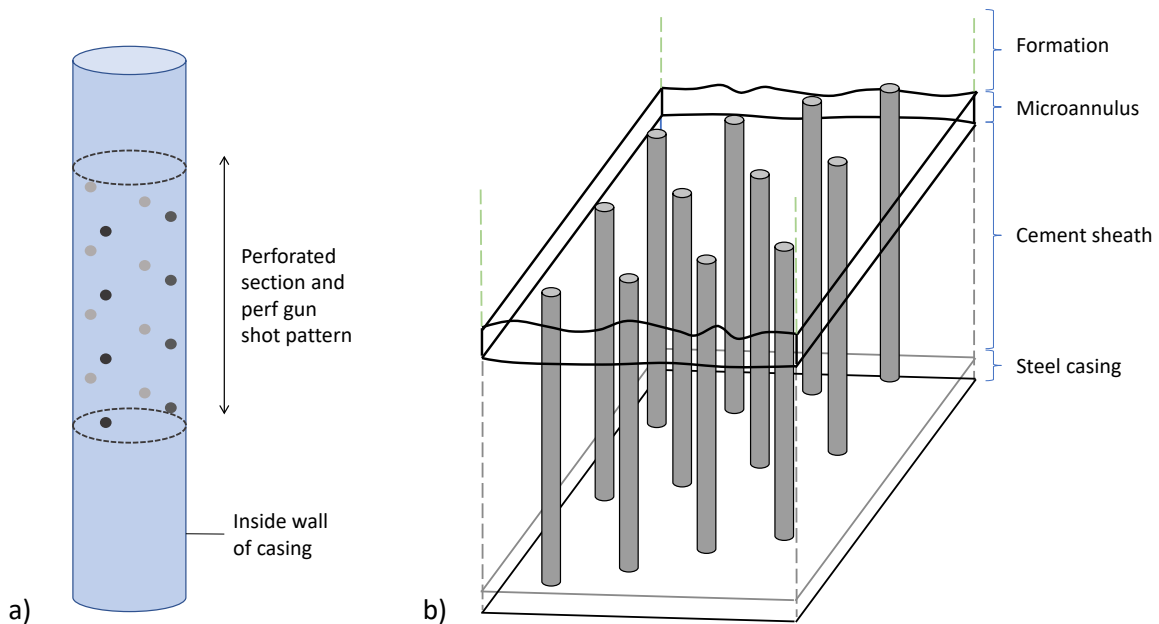 Perforated
section and
perf gun
shot pattern
Inside wall
of casing
a)
Formation
Microannulus
Cement sheath
Steel casing
b)